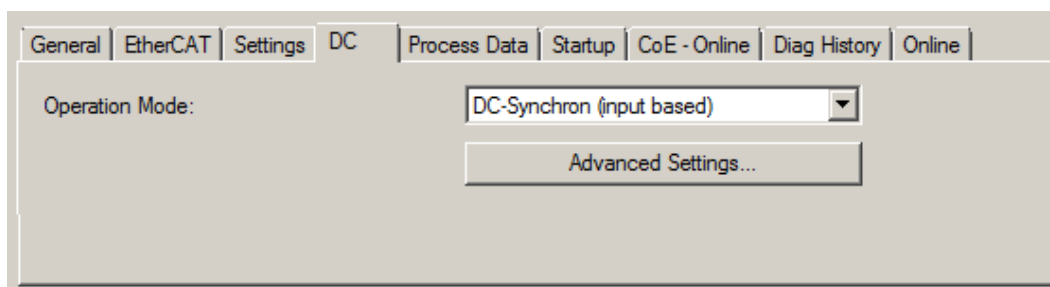 General EtherCAT Settings DC Process Data Startup CoE - Online Diag History Online
Operation Mode: DC-Synchron (input based)
Advanced Settings...